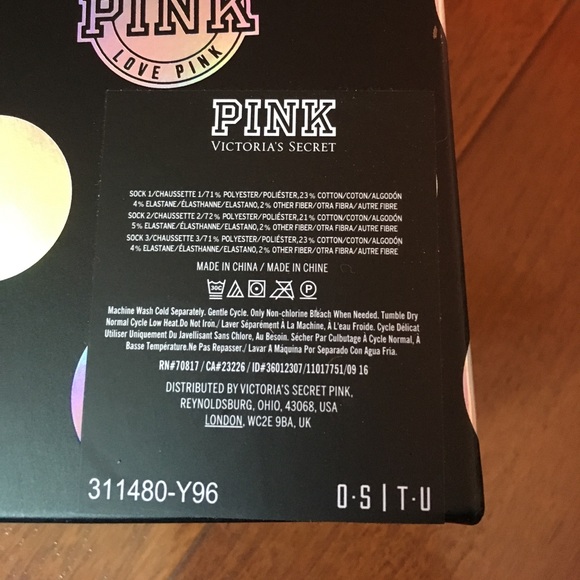 PINK
LOVE PINK
PINK
VICTORIA'S SECRET
SOCK 1/CHAUSSETTE 1/71% POLYESTER/POLIÉSTER,23% COTTON/COTON/ALGODÓN
4% ELASTANE/ÉLASTHANNE/ELASTANO,2% OTHER FIBER/OTRA FIBRA/AUTRE FIBRE
SOCK 2/CHAUSSETTE 2/72% POLYESTER/POLIÉSTER,21% COTTON/COTON/ALGODÓN
5% ELASTANE/ÉLASTHANNE/ELASTANO,2% OTHER FIBER/OTRA FIBRA/AUTRE FIBRE
SOCK 3/CHAUSSETTE 3/71% POLYESTER/POLIÉSTER,23% COTTON/COTON/ALGODÓN
4% ELASTANE/ÉLASTHANNE/ELASTANO,2% OTHER FIBER/OTRA FIBRA/AUTRE FIBRE
MADE IN CHINA / MADE IN CHINE
30C P
Machine Wash Cold Separately. Gentle Cycle. Only Non-chlorine Bleach When Needed. Tumble Dry
Normal Cycle Low Heat.Do Not Iron./ Laver Séparément À La Machine, À L'eau Froide. Cycle Délicat
Utiliser Uniquement Du Javellisant Sans Chlore, Au Besoin. Sécher Par Culbutage À Cycle Normal, À
Basse Température.Ne Pas Repasser./ Lavar A Máquina Por Separado Con Agua Fria.
RN#70817 / CA#23226 / ID#36012307/11017751/09 16
DISTRIBUTED BY VICTORIA'S SECRET PINK,
REYNOLDSBURG, OHIO, 43068, USA
LONDON, WC2E 9BA, UK
311480-Y96
O·S|T·U